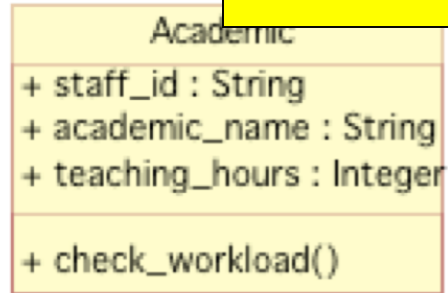 Academic
+ staff_id : String
+ academic_name : String
+ teaching_hours : Integer
+ check_workload()